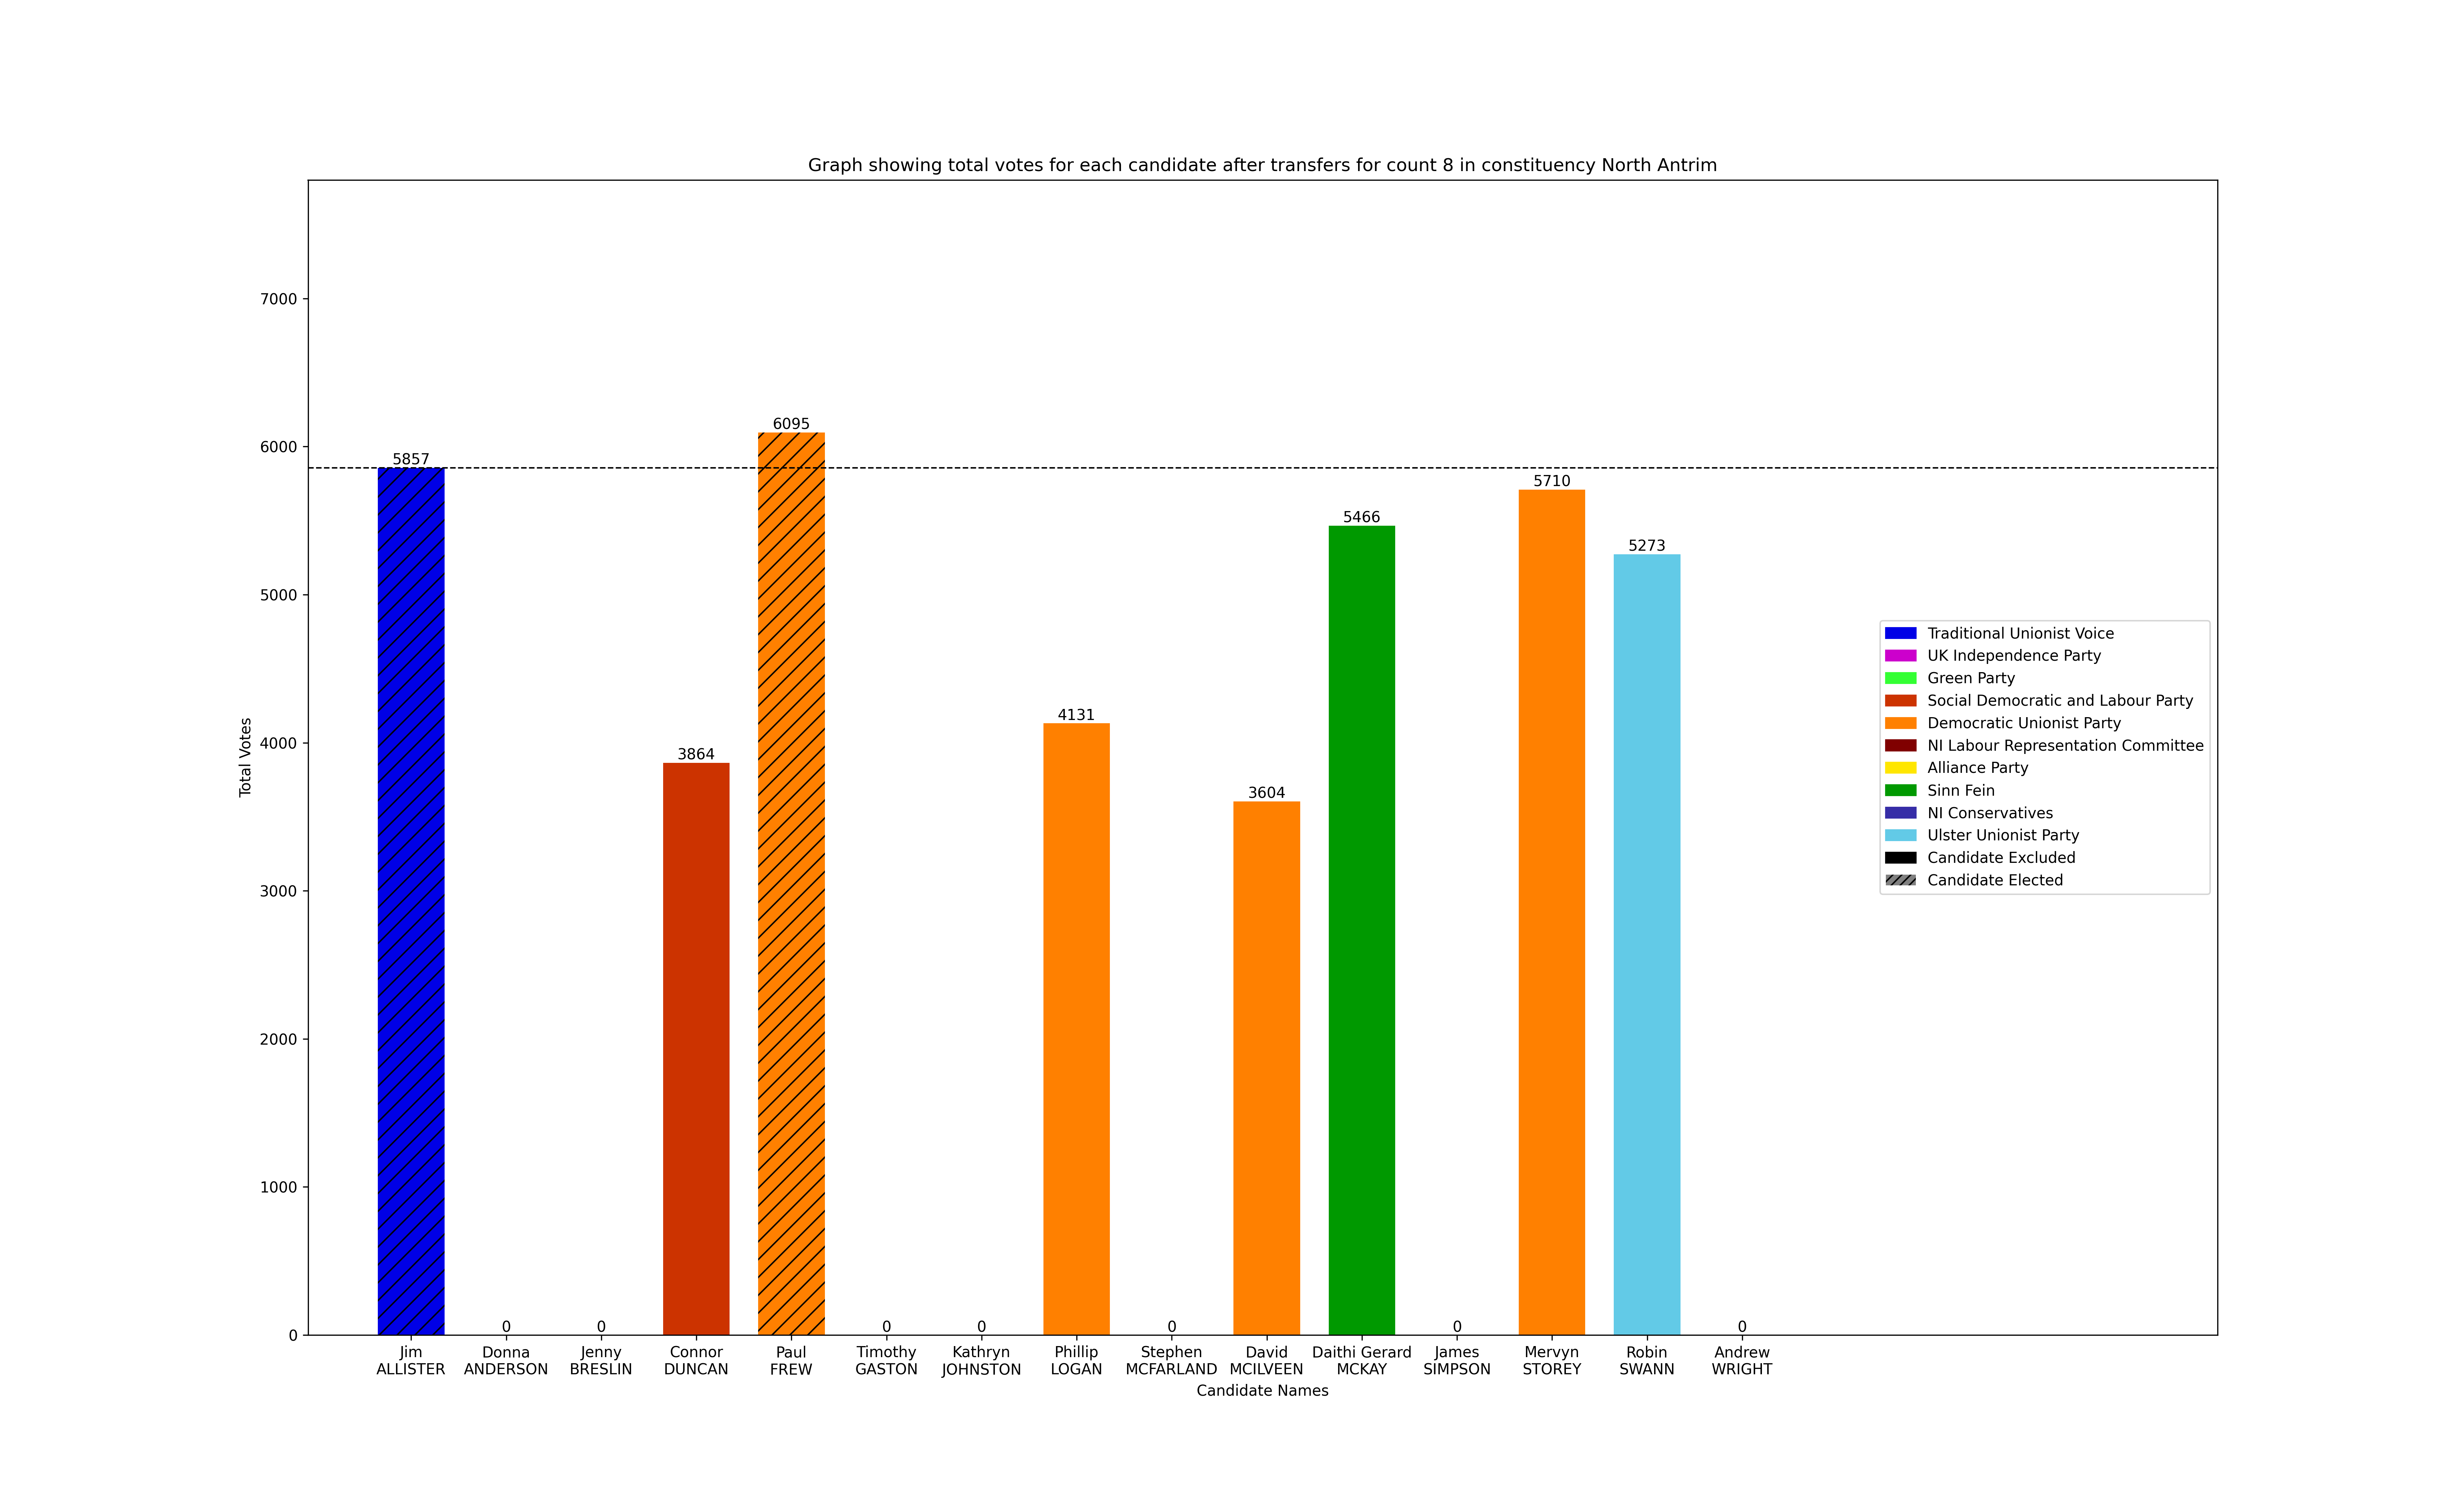 Graph showing total votes for each candidate after transfers for count 8 in constituency North Antrim
7000
6000
5000
4000
3000
2000
1000
0
Total Votes
5857
0
0
3864
6095
0
0
4131
0
3604
5466
0
5710
5273
0
Jim
ALLISTER
Donna
ANDERSON
Jenny
BRESLIN
Connor
DUNCAN
Paul
FREW
Timothy
GASTON
Kathryn
JOHNSTON
Phillip
LOGAN
Stephen
MCFARLAND
David
MCILVEEN
Daithi Gerard
MCKAY
James
SIMPSON
Mervyn
STOREY
Robin
SWANN
Andrew
WRIGHT
Candidate Names
Traditional Unionist Voice
UK Independence Party
Green Party
Social Democratic and Labour Party
Democratic Unionist Party
NI Labour Representation Committee
Alliance Party
Sinn Fein
NI Conservatives
Ulster Unionist Party
Candidate Excluded
Candidate Elected